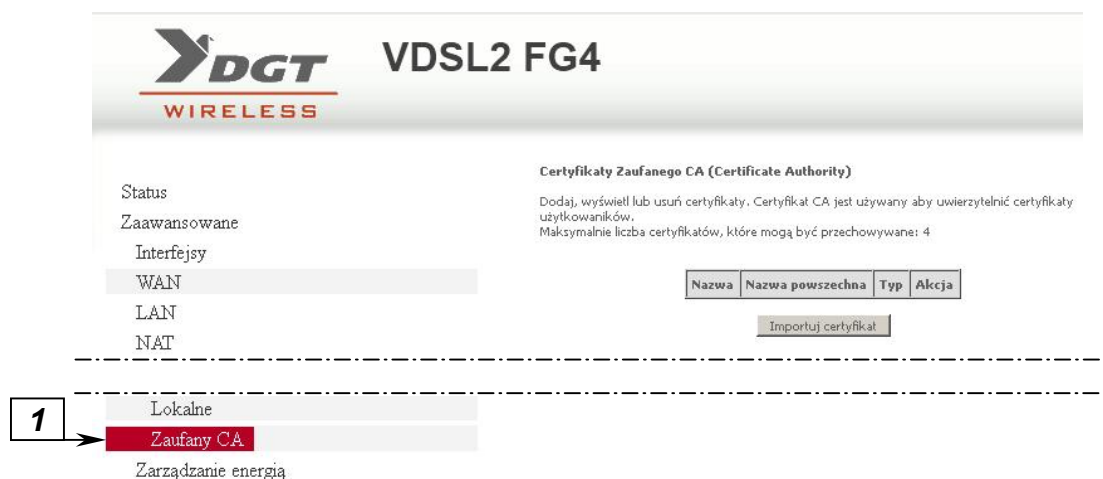 DGT
WIRELESS
VDSL2 FG4
Status
Zaawansowane
Interfejsy
WAN
LAN
NAT
Certyfikaty Zaufanego CA (Certificate Authority)
Dodaj, wyświetl lub usuń certyfikaty. Certyfikat CA jest używany aby uwierzytelnić certyfikaty
użytkowaników.
Maksymalnie liczba certyfikatów, które mogą być przechowywane: 4
Nazwa Nazwa powszechna Typ Akcja
Importuj certyfikat
Lokalne
1
Zaufany CA
Zarządzanie energią